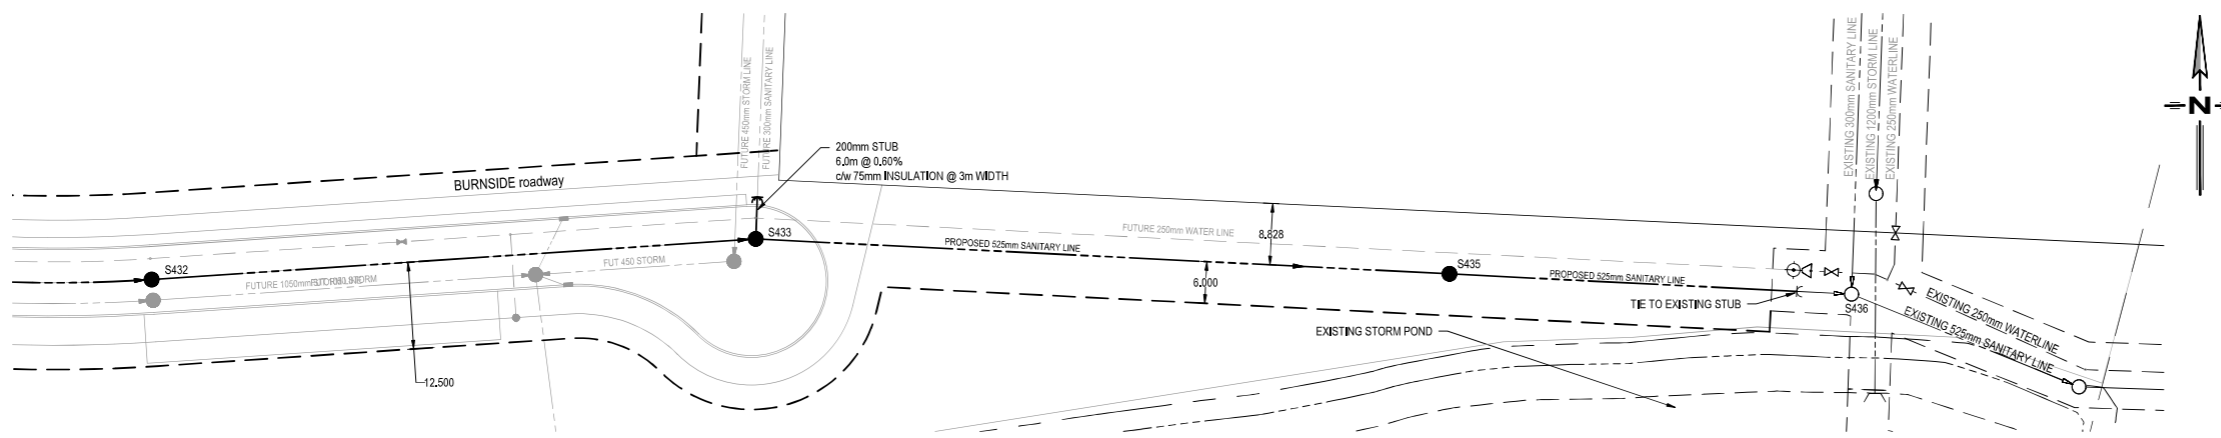 FUTURE 450mm STORM LINE
FUTURE 300mm SANITARY LINE
EXISTING 300mm SANITARY LINE
EXISTING 1200mm STORM LINE
EXISTING 250mm WATERLINE
N
200mm STUB
6.0m @ 0.60%
c/w 75mm INSULATION @ 3m WIDTH
BURNSIDE roadway
S433
PROPOSED 525mm SANITARY LINE
FUTURE 250mm WATER LINE
8.828
S432
FUT 450 STORM
FUTURE 1050mm
STORM
S435
PROPOSED 525mm SANITARY LINE
6.000
TIE TO EXISTING STUB
S436
EXISTING 250mm WATERLINE
EXISTING 525mm SANITARY LINE
EXISTING STORM POND
12.500